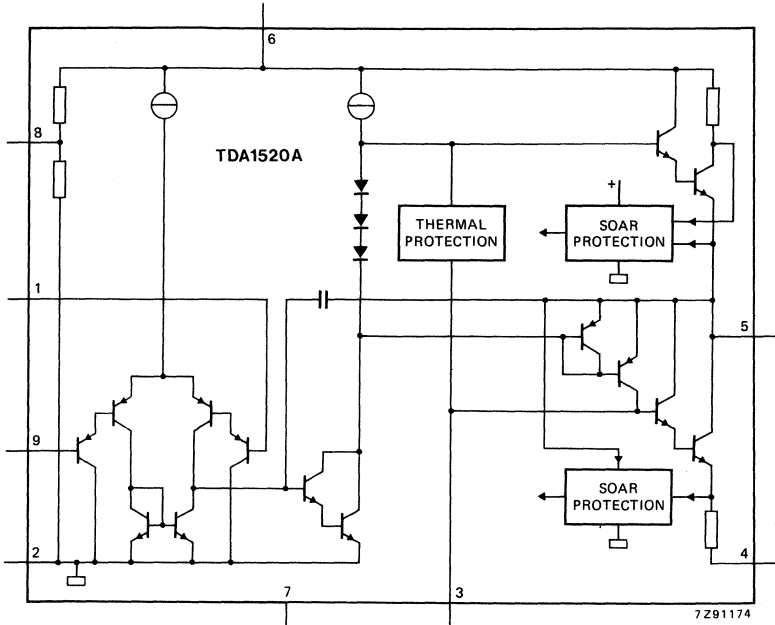 6
8
TDA1520A
+
THERMAL
PROTECTION
SOAR
PROTECTION
1
5
9
SOAR
PROTECTION
2
4
7
3
7Z91174